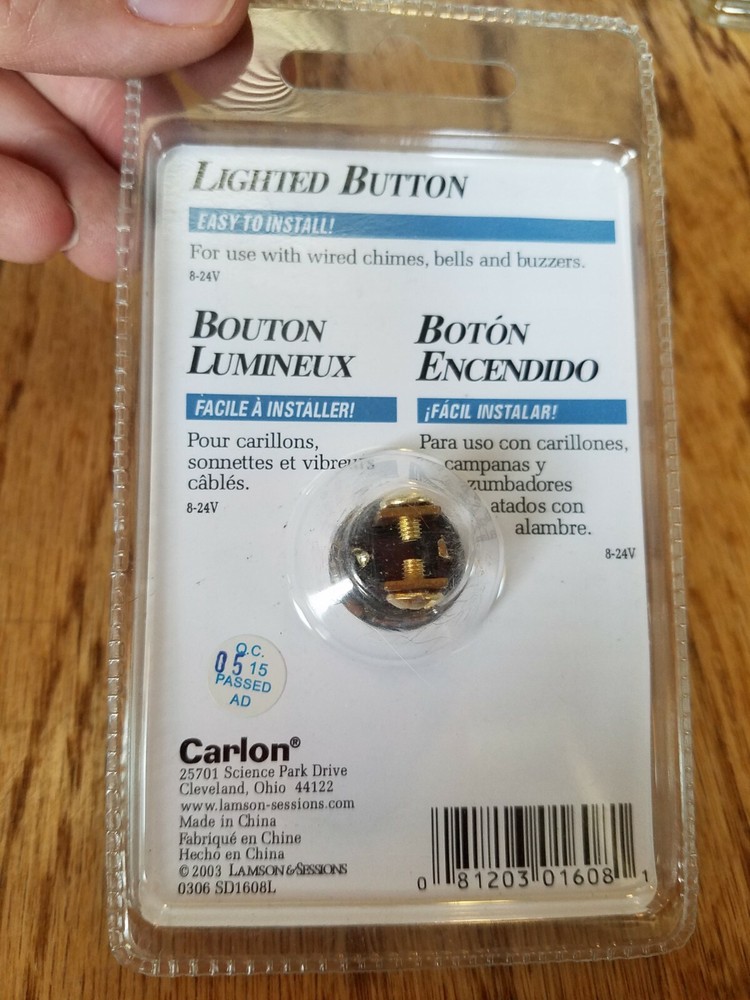 LIGHTED BUTTON
EASY TO INSTALL!
For use with wired chimes, bells and buzzers.
8-24V
BOUTON
LUMINEUX
FACILE À INSTALLER!
Pour carillons,
sonnettes et vibreurs
câblés.
8-24V
BOTÓN
ENCENDIDO
¡FÁCIL INSTALAR!
Para uso con carillones,
campanas y
zumbadores
atados con
alambre.
8-24V
Q.C.
05 15
PASSED
AD
Carlon®
25701 Science Park Drive
Cleveland, Ohio 44122
www.lamson-sessions.com
Made in China
Fabriqué en Chine
Hecho en China
© 2003 LAMSON & SESSIONS
0306 SD1608L
0 81203 01608 1